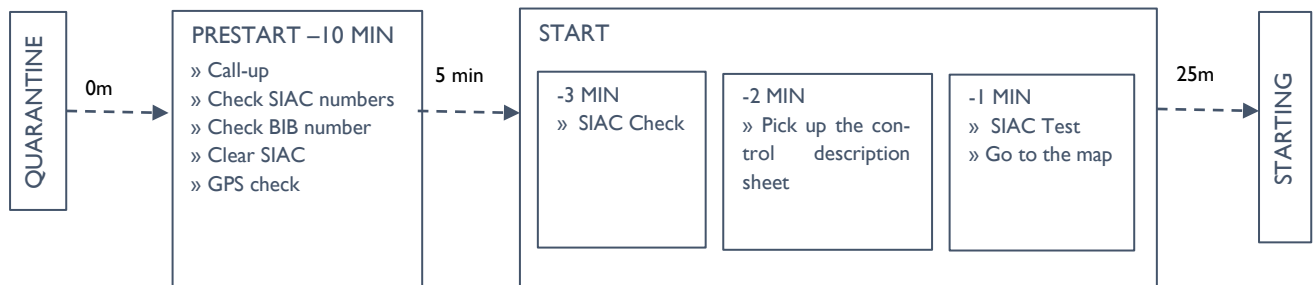 QUARANTINE
0m
PRESTART –10 MIN
» Call-up
» Check SIAC numbers
» Check BIB number
» Clear SIAC
» GPS check
5 min
START
-3 MIN
» SIAC Check
-2 MIN
» Pick up the con-
trol description
sheet
-1 MIN
» SIAC Test
» Go to the map
25m
STARTING